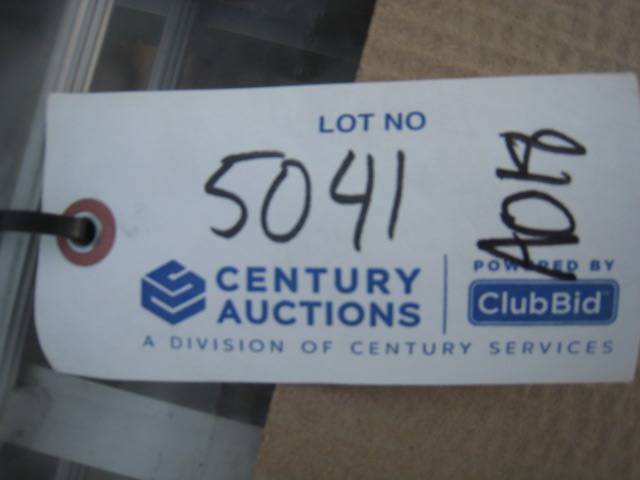 LOT NO
5041
CENTURY
AUCTIONS
POWERED BY
ClubBid
A DIVISION OF CENTURY SERVICES